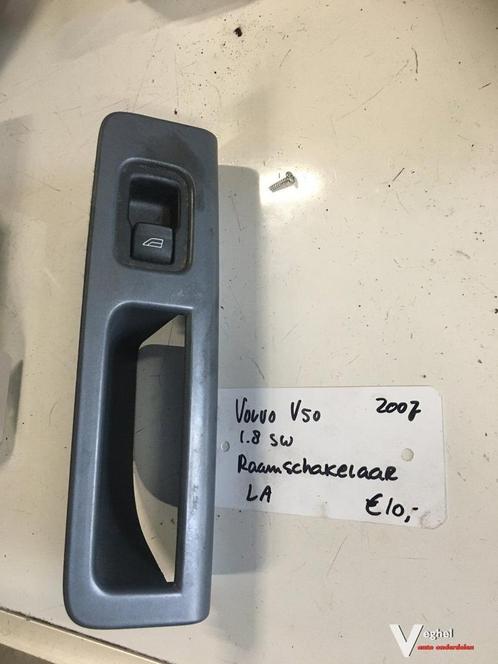 Volvo V50 2007
1.8 SW
Raamschakelaar
LA €10,-
Veghel
auto onderdelen